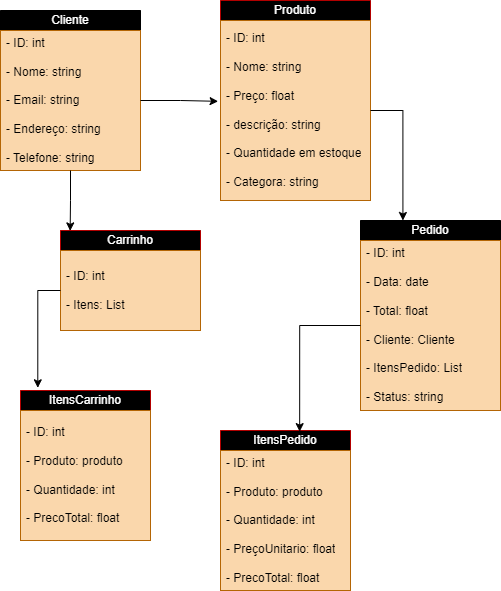 Cliente
- ID: int
- Nome: string
- Email: string
- Endereço: string
- Telefone: string
Produto
- ID: int
- Nome: string
- Preço: float
- descrição: string
- Quantidade em estoque
- Categora: string
Carrinho
- ID: int
- Itens: List
Pedido
- ID: int
- Data: date
- Total: float
- Cliente: Cliente
- ItensPedido: List
- Status: string
ItensCarrinho
- ID: int
- Produto: produto
- Quantidade: int
- PrecoTotal: float
ItensPedido
- ID: int
- Produto: produto
- Quantidade: int
- PreçoUnitario: float
- PrecoTotal: float